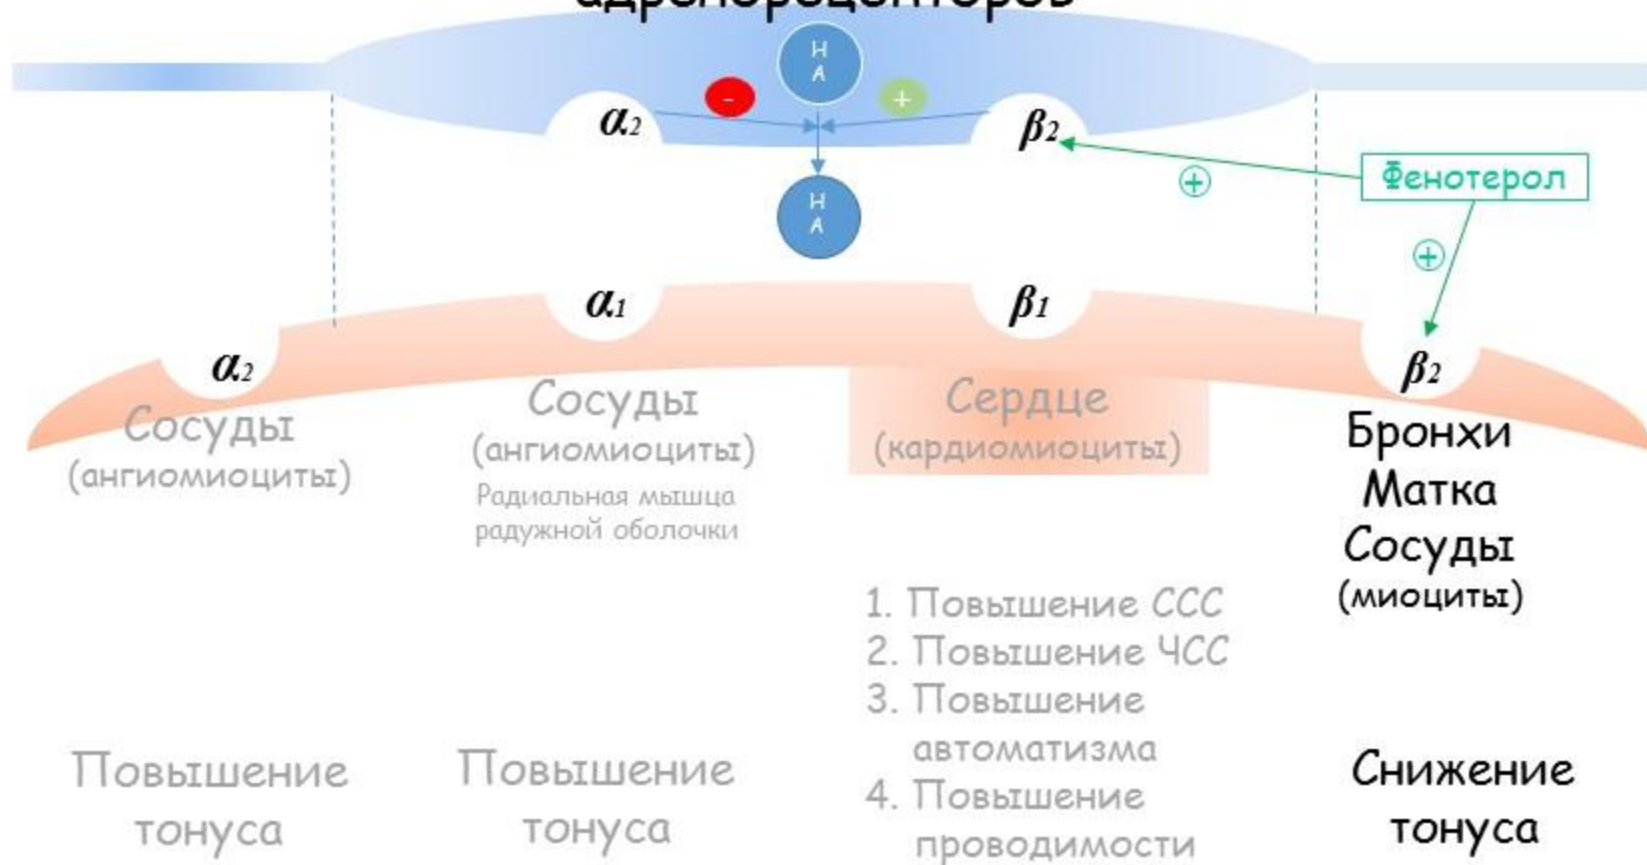 адренорецепторов
Н
А
-
+
α2
β2
Фенотерол
+
Н
А
+
α1
β1
α2
β2
Сосуды
(ангиомиоциты)
Сосуды
(ангиомиоциты)
Радиальная мышца
радужной оболочки
Сердце
(кардиомиоциты)
Бронхи
Матка
Сосуды
(миоциты)
1. Повышение ССС
2. Повышение ЧСС
3. Повышение
автоматизма
4. Повышение
проводимости
Повышение
тонуса
Повышение
тонуса
Снижение
тонуса